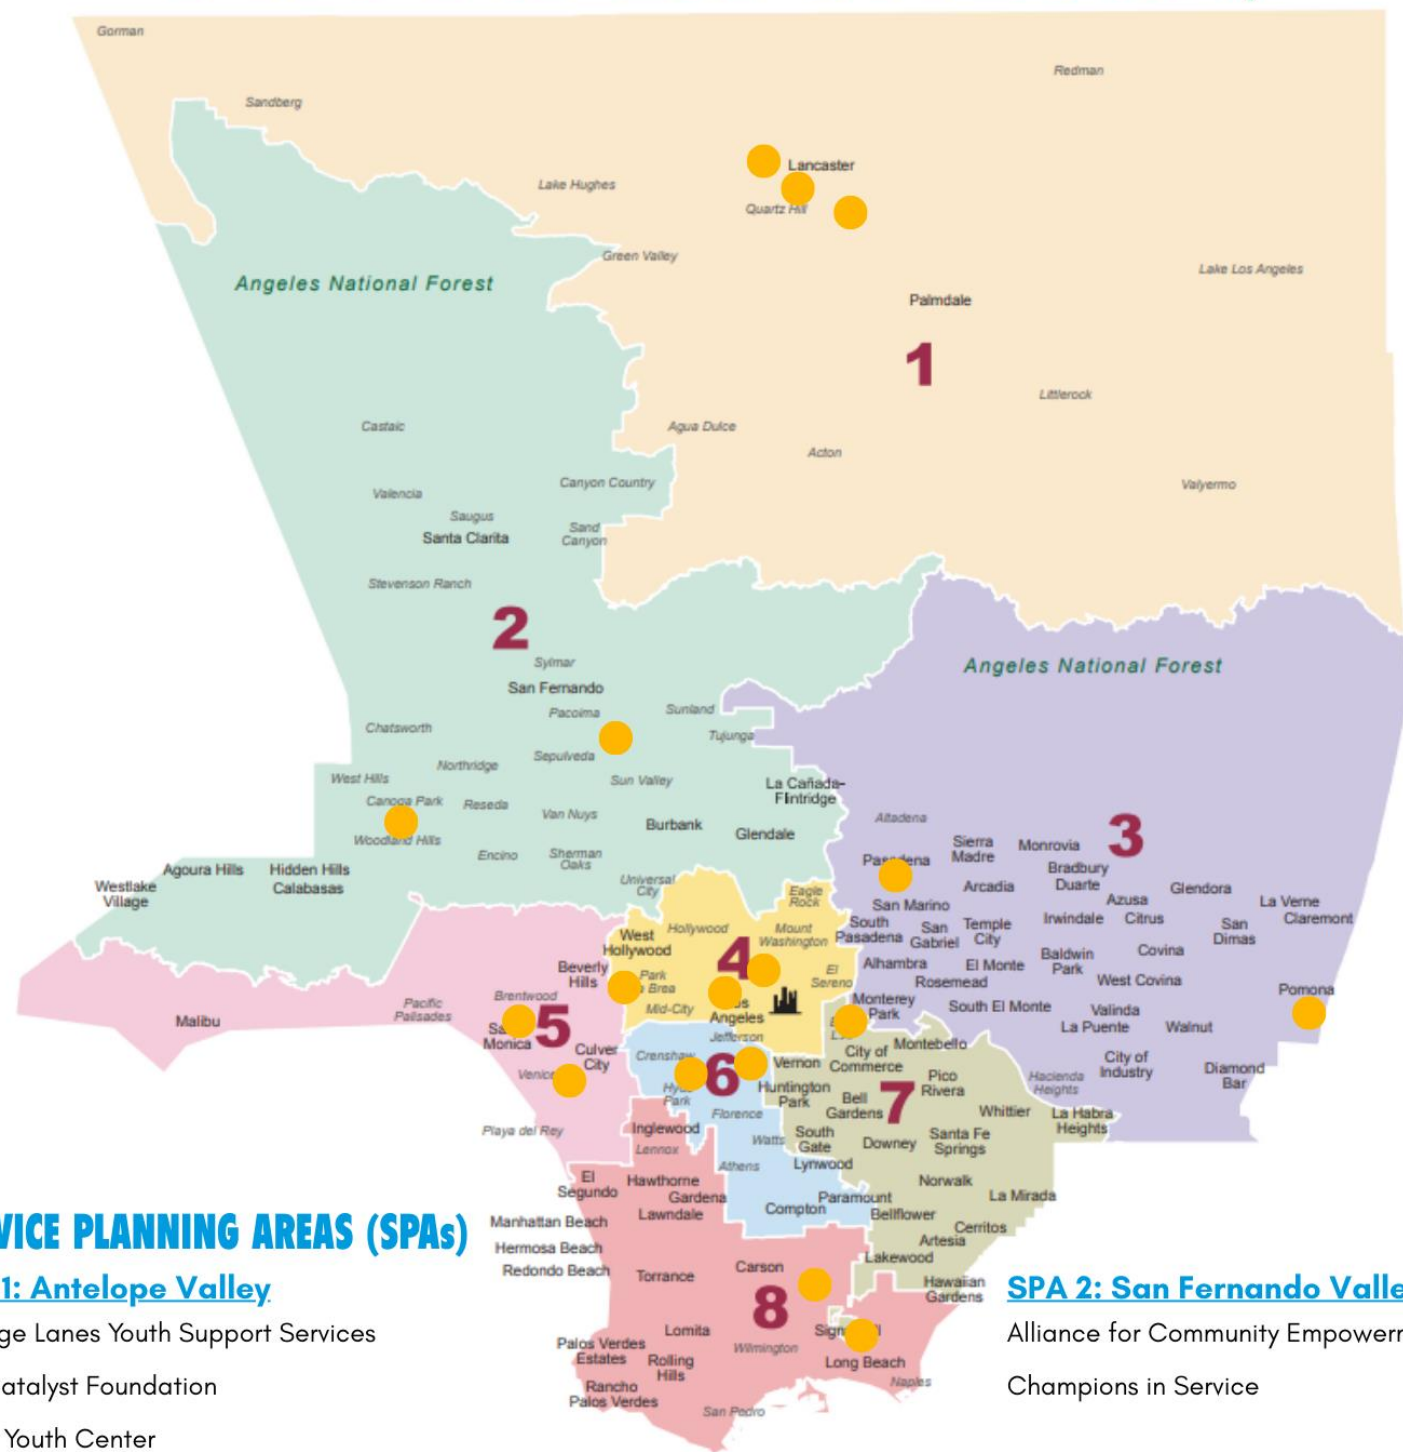 Gorman
Redman
Sandberg
Lancaster
Lake Hughes
Quartz Hill
Green Valley
Lake Los Angeles
Angeles National Forest
Palmdale
1
Littlerock
Castaic
Agua Dulce
Acton
Canyon Country
Valyermo
Valencia
Saugus
Sand
Canyon
Santa Clarita
Stevenson Ranch
2
Sylmar
Angeles National Forest
San Fernando
Pacoima
Sunland
Chatsworth
Tujunga
Sepulveda
Northridge
West Hills
Sun Valley
La Cañada-
Flintridge
Canoga Park
Reseda
Van Nuys
Burbank
Glendale
Altadena
3
Woodland Hills
Sierra
Madre
Monrovia
Encino
Sherman
Oaks
Pasadena
Bradbury
Duarte
Agoura Hills
Hidden Hills
Calabasas
Westlake
Village
Universal
City
Eagle
Rock
Arcadia
Glendora
Azusa
San Marino
La Verne
Irwindale
Citrus
Claremont
Hollywood
Mount
Washington
South
Pasadena
San
Gabriel
Temple
City
San
Dimas
West
Hollywood
4
Baldwin
Park
Covina
Beverly
Hills
Park
La Brea
El
Sereno
Alhambra
El Monte
Rosemead
West Covina
Pomona
Brentwood
Pacific
Palisades
Mid-City
Los
Angeles
Monterey
Park
South El Monte
Valinda
La Puente
Walnut
Malibu
5
Monica
Culver
City
Jefferson
Montebello
Crenshaw
6
Vernon
City of
Commerce
City of
Industry
Venice
Hyde
Park
Huntington
Park
Pico
Rivera
Hacienda
Heights
Diamond
Bar
Bell
Gardens
7
Florence
Whittier
La Habra
Heights
Playa del Rey
Inglewood
Lennox
Watts
South
Gate
Downey
Santa Fe
Springs
Athens
Lynwood
El
Segundo
Hawthorne
Norwalk
Gardena
Paramount
La Mirada
Lawndale
Compton
Bellflower
Manhattan Beach
Cerritos
Artesia
Hermosa Beach
Lakewood
Redondo Beach
Torrance
Carson
Hawaiian
Gardens
8
Lomita
Palos Verdes
Estates
Rolling
Hills
Wilmington
Long Beach
Rancho
Palos Verdes
Naples
San Pedro
VICE PLANNING AREAS (SPAs)
1: Antelope Valley
ge Lanes Youth Support Services
atalyst Foundation
Youth Center
SPA 2: San Fernando Valle
Alliance for Community Empowerr
Champions in Service